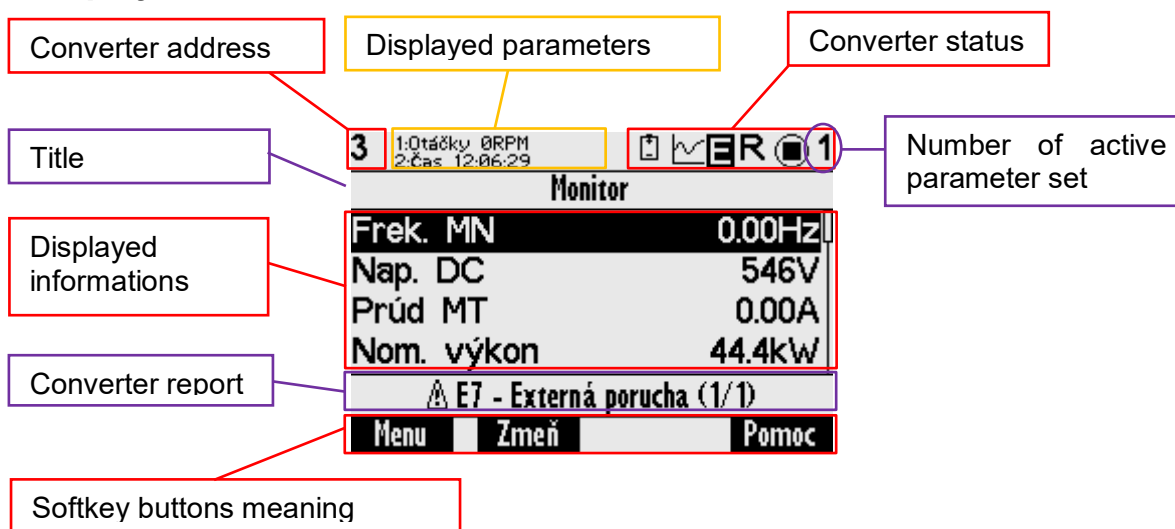 Converter address
Displayed parameters
Converter status
3
1:Otáčky 0RPM
2:Čas 12:06:29
E R 1
Number of active
parameter set
Title
Monitor
Displayed
informations
Frek. MN 0.00Hz
Nap. DC 546V
Prúd MT 0.00A
Nom. výkon 44.4kW
Converter report
E7 - Externá porucha (1/1)
Menu Zmeň Pomoc
Softkey buttons meaning